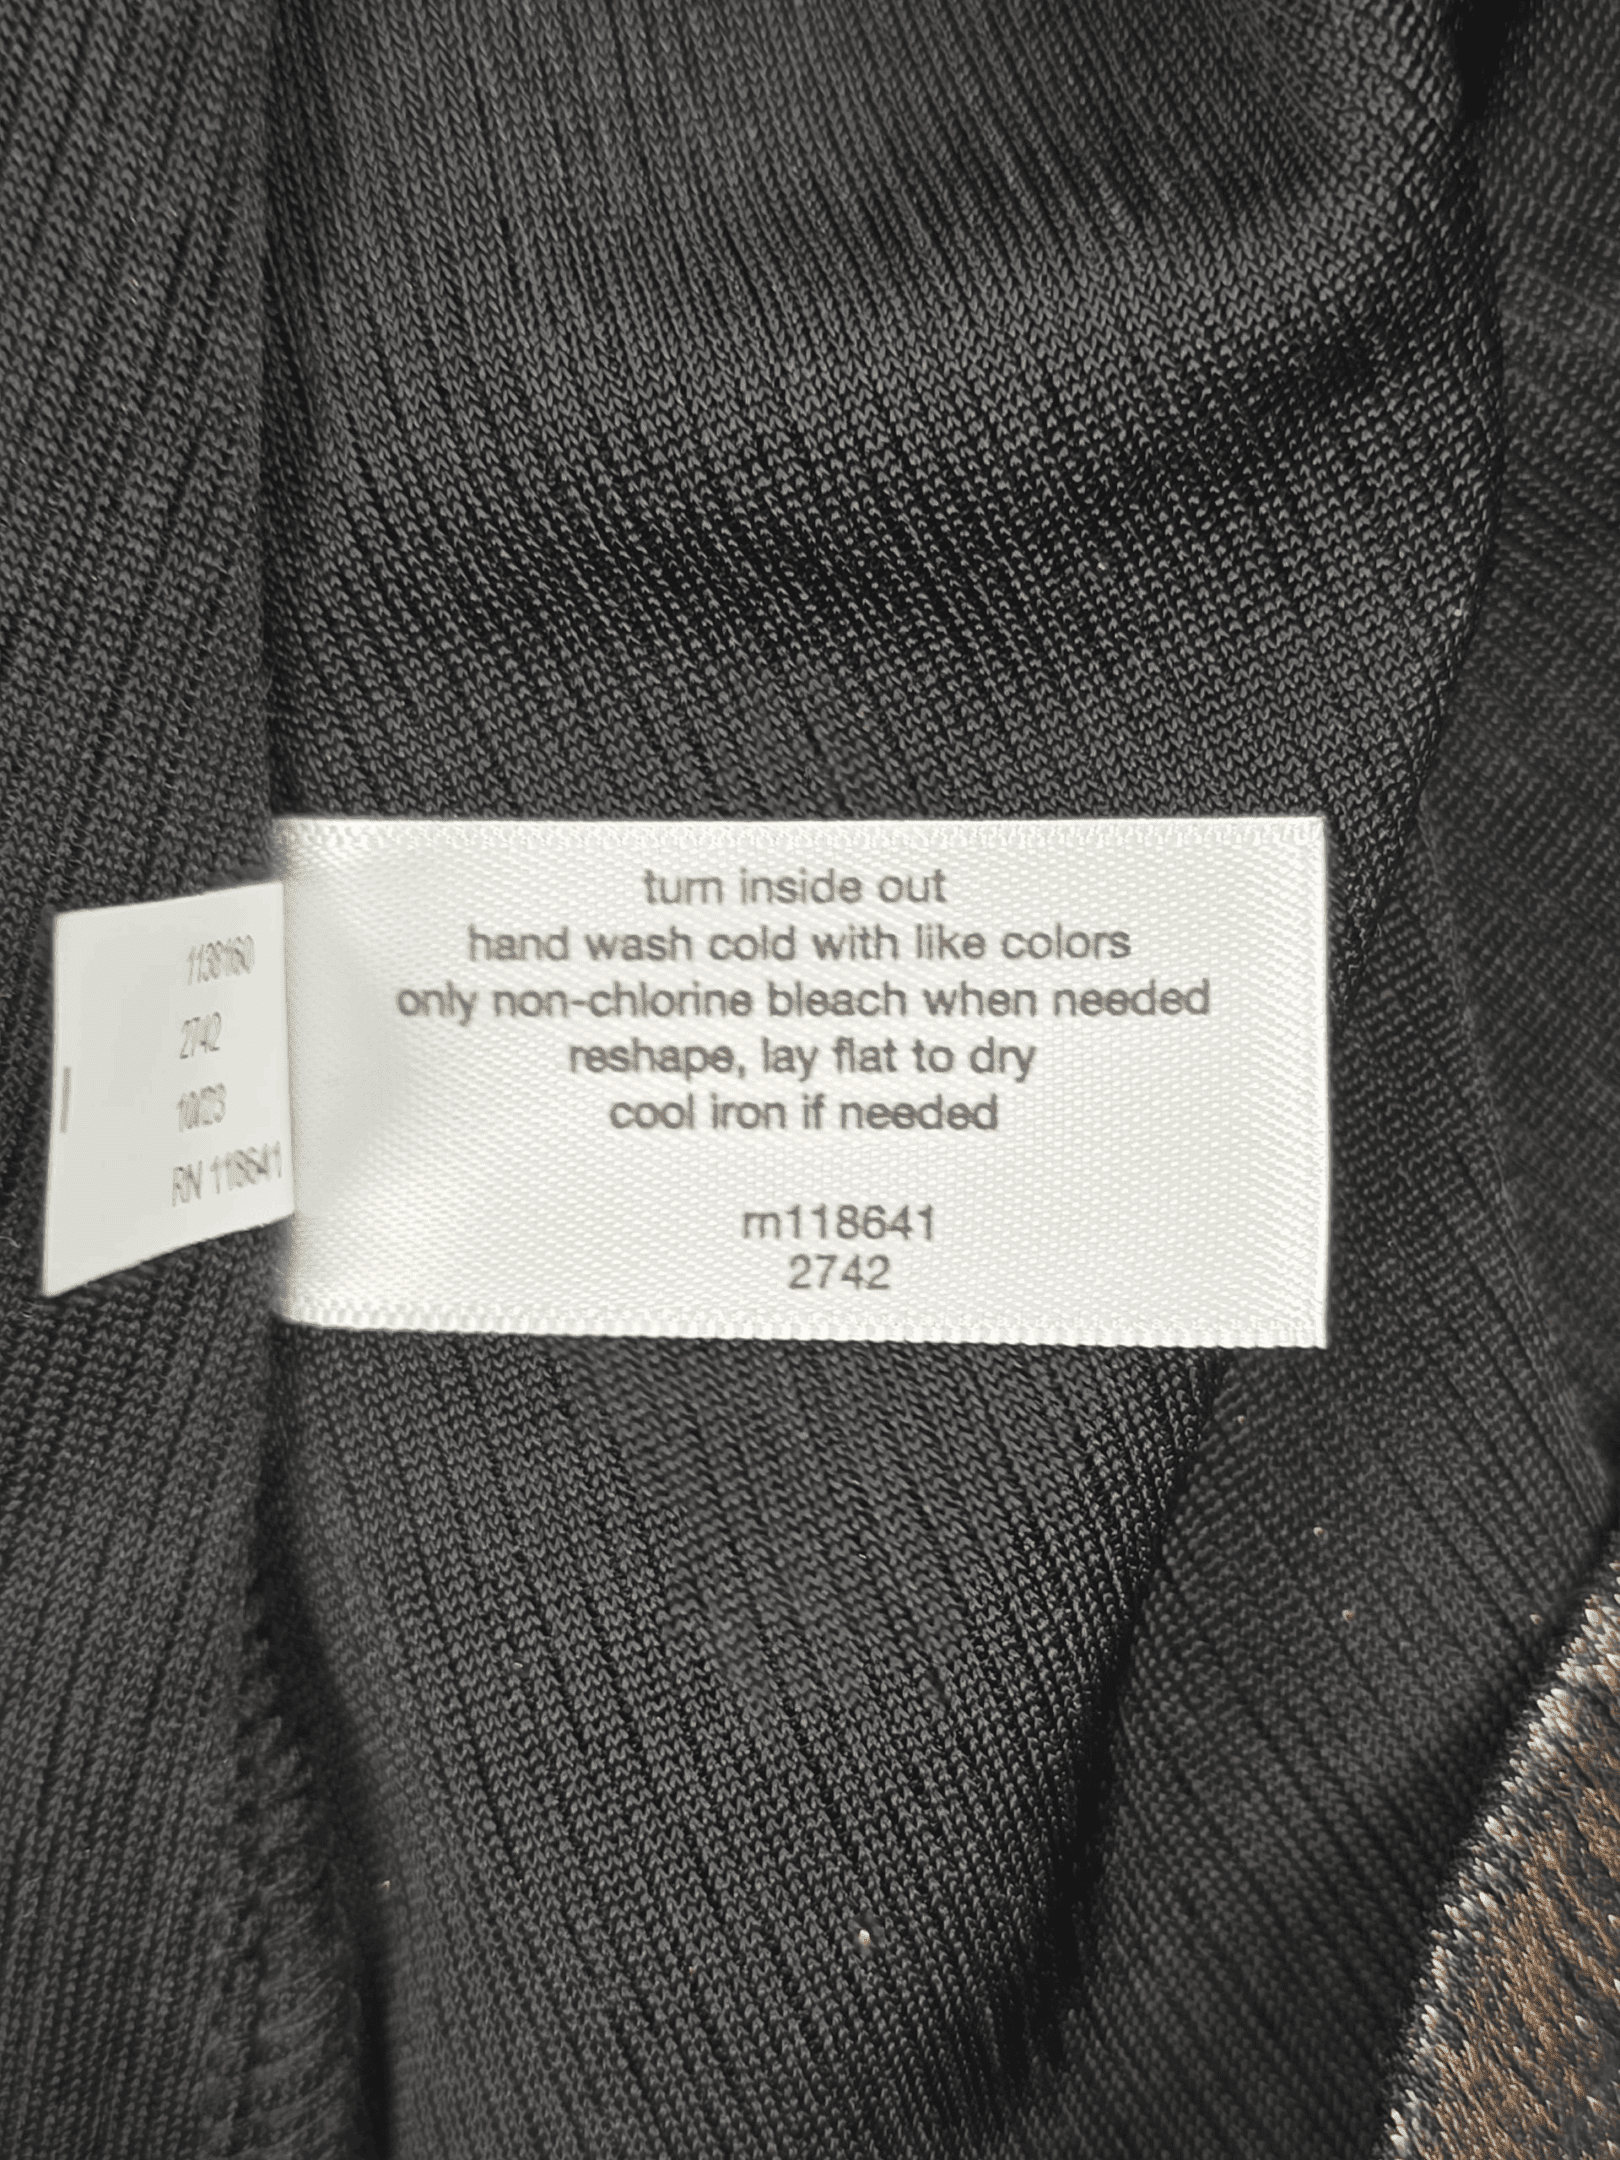 1138160
2742
10/23
RN 118641
turn inside out
hand wash cold with like colors
only non-chlorine bleach when needed
reshape, lay flat to dry
cool iron if needed
rn118641
2742